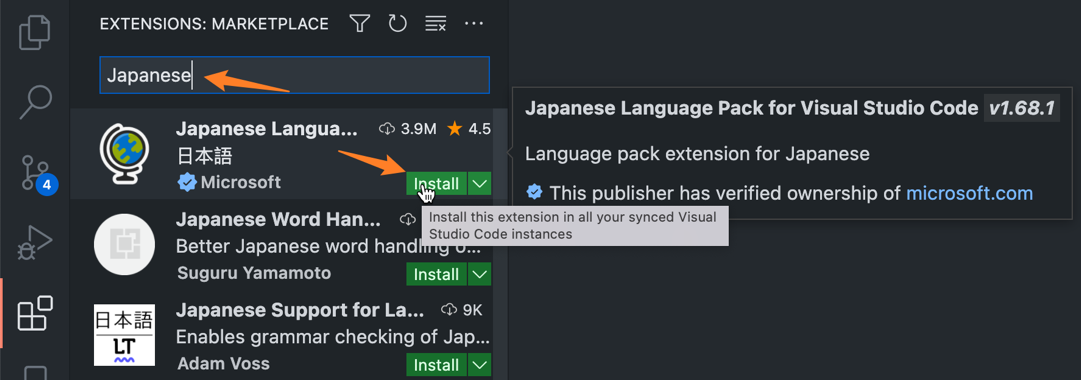 EXTENSIONS: MARKETPLACE
Japanese
Japanese Langua... 3.9M 4.5
日本語
Microsoft
Install
Japanese Word Han...
Better Japanese word handling o...
Suguru Yamamoto
Install
Japanese Support for La... 9K
Enables grammar checking of Jap...
Adam Voss
Install
日本語
LT
4
Japanese Language Pack for Visual Studio Code v1.68.1
Language pack extension for Japanese
This publisher has verified ownership of microsoft.com
Install this extension in all your synced Visual
Studio Code instances